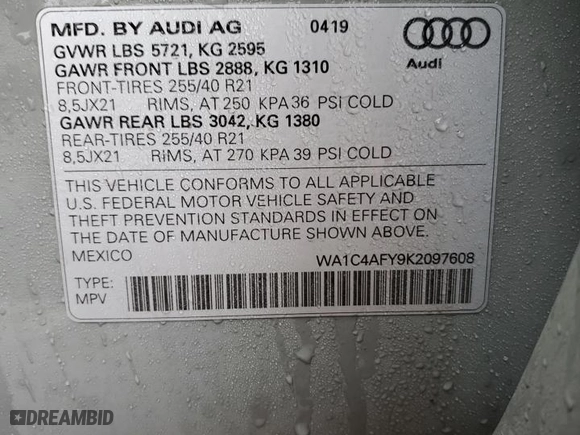 MFD. BY AUDI AG 0419
GVWR LBS 5721, KG 2595
GAWR FRONT LBS 2888, KG 1310
Audi
FRONT-TIRES 255/40 R21
8,5JX21 RIMS, AT 250 KPA 36 PSI COLD
GAWR REAR LBS 3042, KG 1380
REAR-TIRES 255/40 R21
8,5JX21 RIMS, AT 270 KPA 39 PSI COLD
THIS VEHICLE CONFORMS TO ALL APPLICABLE
U.S. FEDERAL MOTOR VEHICLE SAFETY AND
THEFT PREVENTION STANDARDS IN EFFECT ON
THE DATE OF MANUFACTURE SHOWN ABOVE.
MEXICO WA1C4AFY9K2097608
TYPE:
MPV
DREAMBID